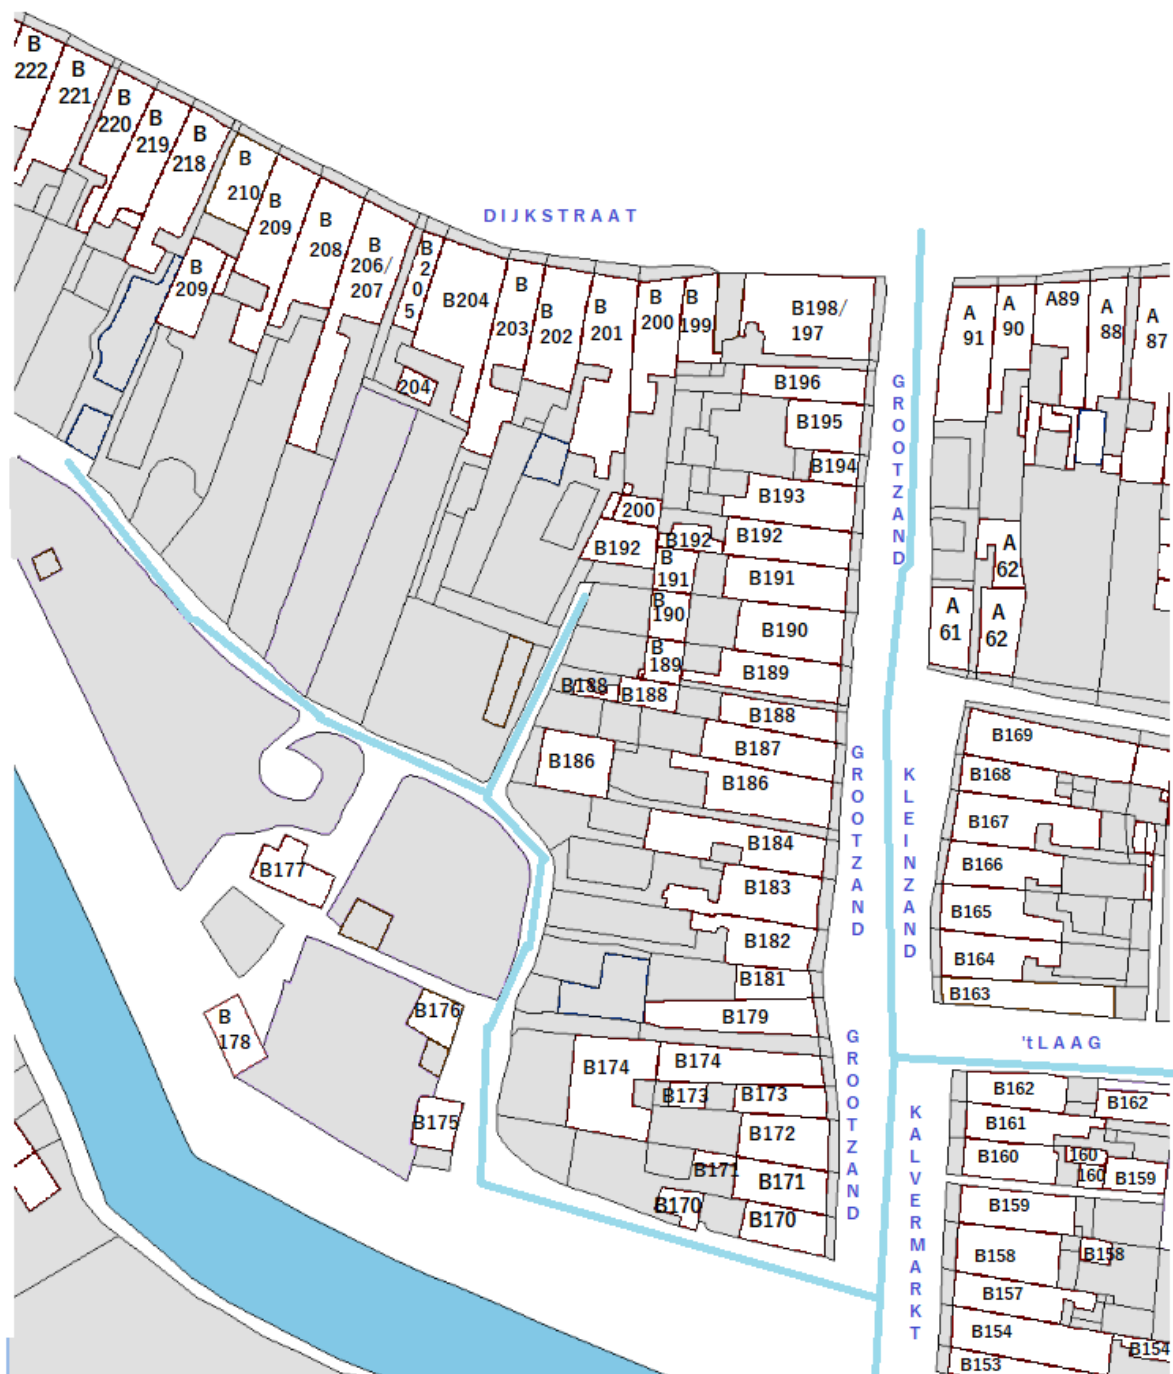 B
222
B
221
B
220
B
219
B
218
B
210
B
209
B
208
B
206/
207
B
2
0
5
B204
B
203
B
202
B
201
B
200
B
199
B198/
197
DIJKSTRAAT
B
209
204
B196
B195
B194
B193
200
B192
B192
B192
B
191
B191
B
190
B190
B
189
B189
B188
B188
B188
B187
B186
B186
B184
B183
B182
B181
B179
B177
B176
B
178
B175
B174
B174
B173
B173
B172
B171
B171
B170
B170
GROOTZAND
GROOTZAND
GROOTZAND
KLEINZAND
KALVERMARKT
'tLAAG
A
91
A
90
A89
A
88
A
87
A
62
A
61
A
62
B169
B168
B167
B166
B165
B164
B163
B162
B162
B161
B160
160
160
B159
B159
B158
B158
B157
B154
B154
B153